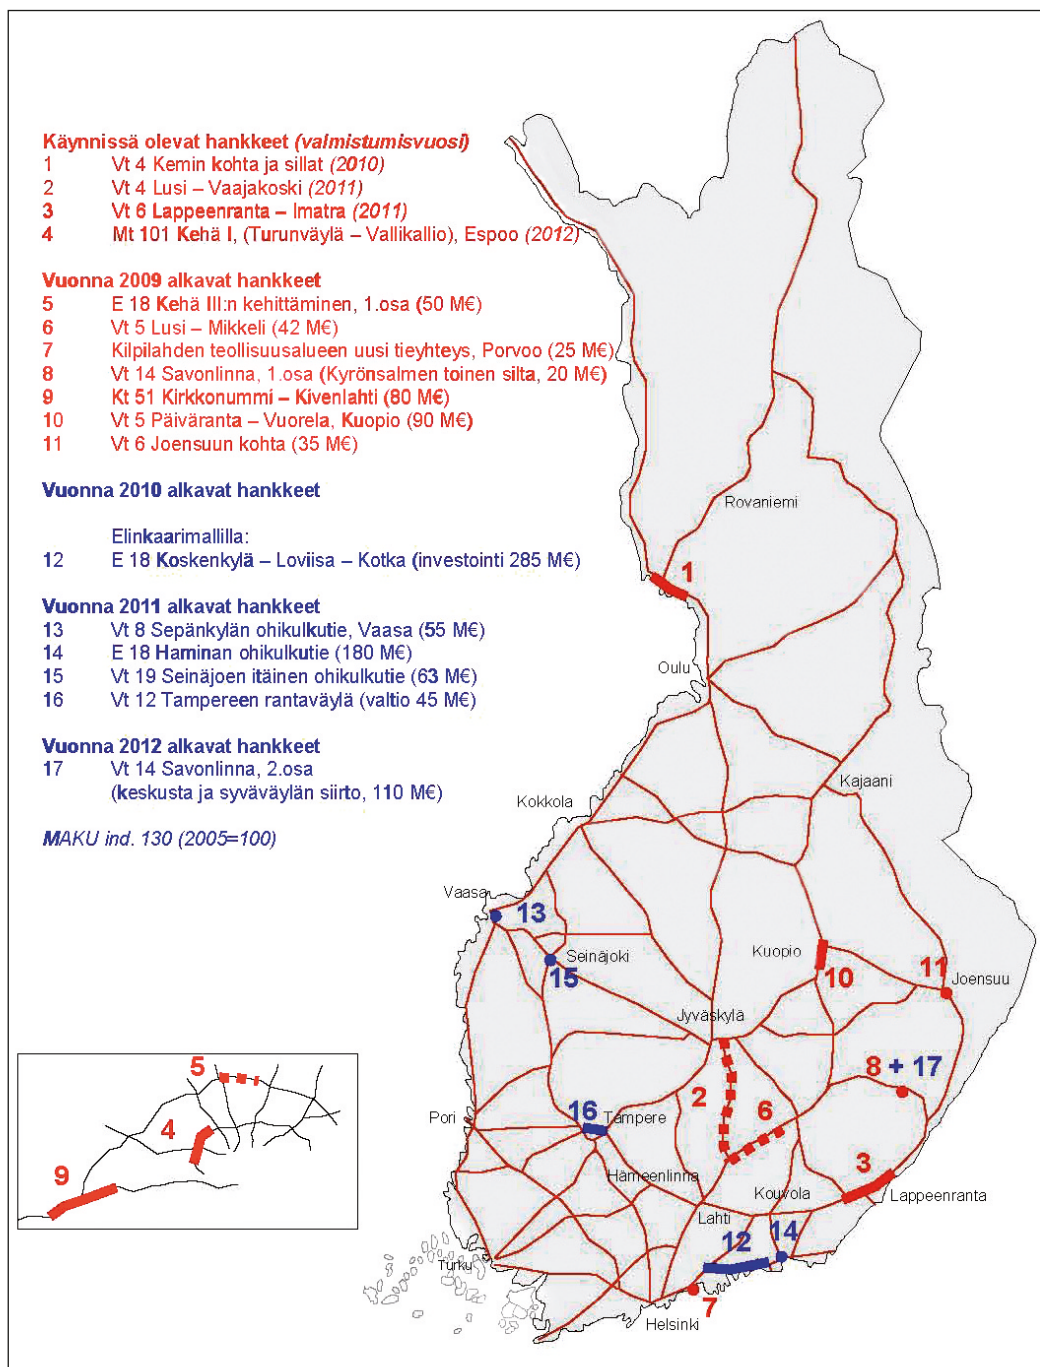 Käynnissä olevat hankkeet (valmistumisvuosi)
1 Vt 4 Kemin kohta ja sillat (2010)
2 Vt 4 Lusi – Vaajakoski (2011)
3 Vt 6 Lappeenranta – Imatra (2011)
4 Mt 101 Kehä I, (Turunväylä – Vallikallio), Espoo (2012)
Vuonna 2009 alkavat hankkeet
5 E 18 Kehä III:n kehittäminen, 1.osa (50 M€)
6 Vt 5 Lusi – Mikkeli (42 M€)
7 Kilpilahden teollisuusalueen uusi tieyhteys, Porvoo (25 M€)
8 Vt 14 Savonlinna, 1.osa (Kyrönsalmen toinen silta, 20 M€)
9 Kt 51 Kirkkonummi – Kivenlahti (80 M€)
10 Vt 5 Päiväranta – Vuorela, Kuopio (90 M€)
11 Vt 6 Joensuun kohta (35 M€)
Vuonna 2010 alkavat hankkeet
Elinkaarimallilla:
12 E 18 Koskenkylä – Loviisa – Kotka (investointi 285 M€)
Vuonna 2011 alkavat hankkeet
13 Vt 8 Sepänkylän ohikulkutie, Vaasa (55 M€)
14 E 18 Haminan ohikulkutie (180 M€)
15 Vt 19 Seinäjoen itäinen ohikulkutie (63 M€)
16 Vt 12 Tampereen rantaväylä (valtio 45 M€)
Vuonna 2012 alkavat hankkeet
17 Vt 14 Savonlinna, 2.osa
(keskusta ja syväväylän siirto, 110 M€)
MAKU ind. 130 (2005=100)
Rovaniemi
1
Oulu
Kajaani
Kokkola
Vaasa
13
Seinäjoki
15
Kuopio
10
11
Joensuu
Jyväskylä
8 + 17
2
6
16
Tampere
Pori
3
Hämeenlinna
Kouvola
Lappeenranta
Lahti
12
14
Turku
7
Helsinki
5
4
9